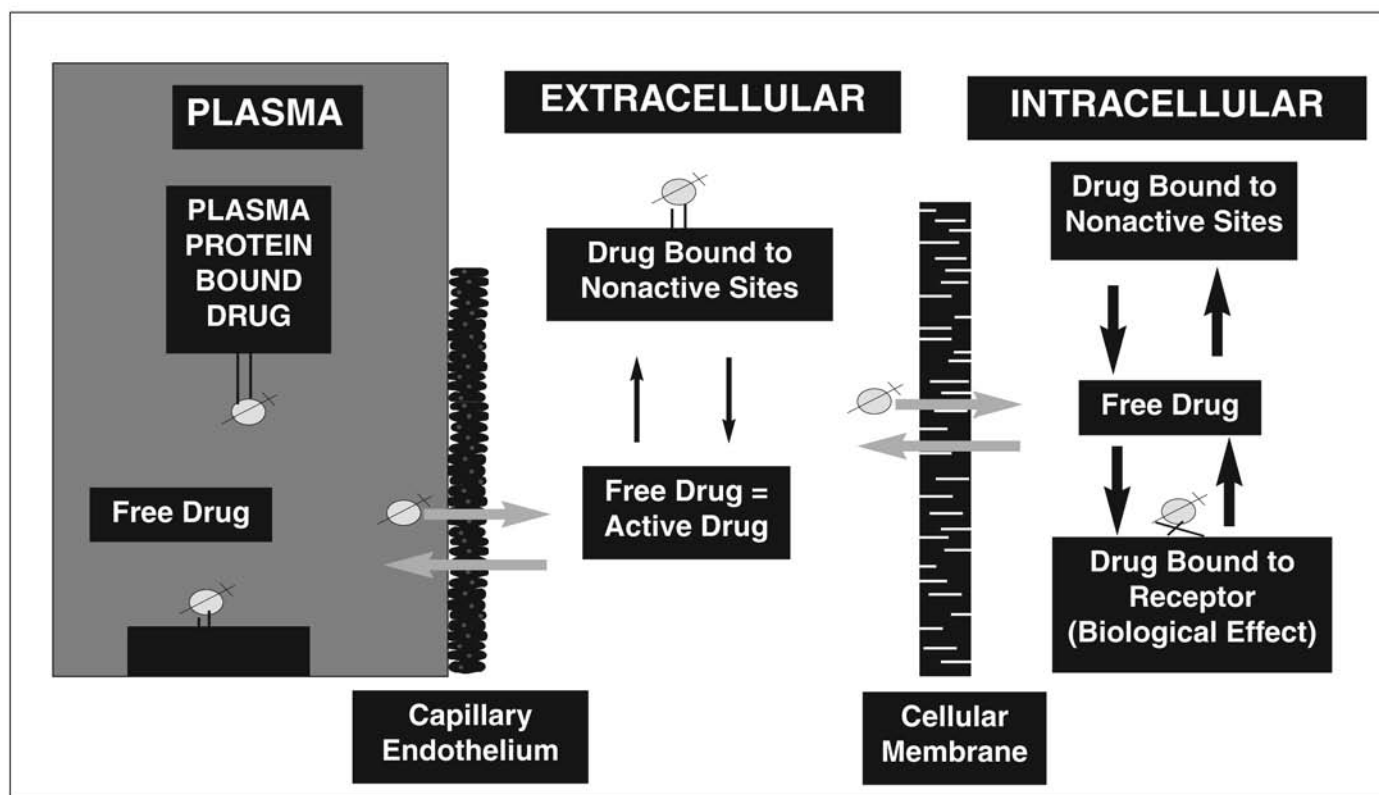 PLASMA
PLASMA
PROTEIN
BOUND
DRUG
Free Drug
Capillary
Endothelium
EXTRACELLULAR
Drug Bound to
Nonactive Sites
Free Drug =
Active Drug
Cellular
Membrane
INTRACELLULAR
Drug Bound to
Nonactive Sites
Free Drug
Drug Bound to
Receptor
(Biological Effect)